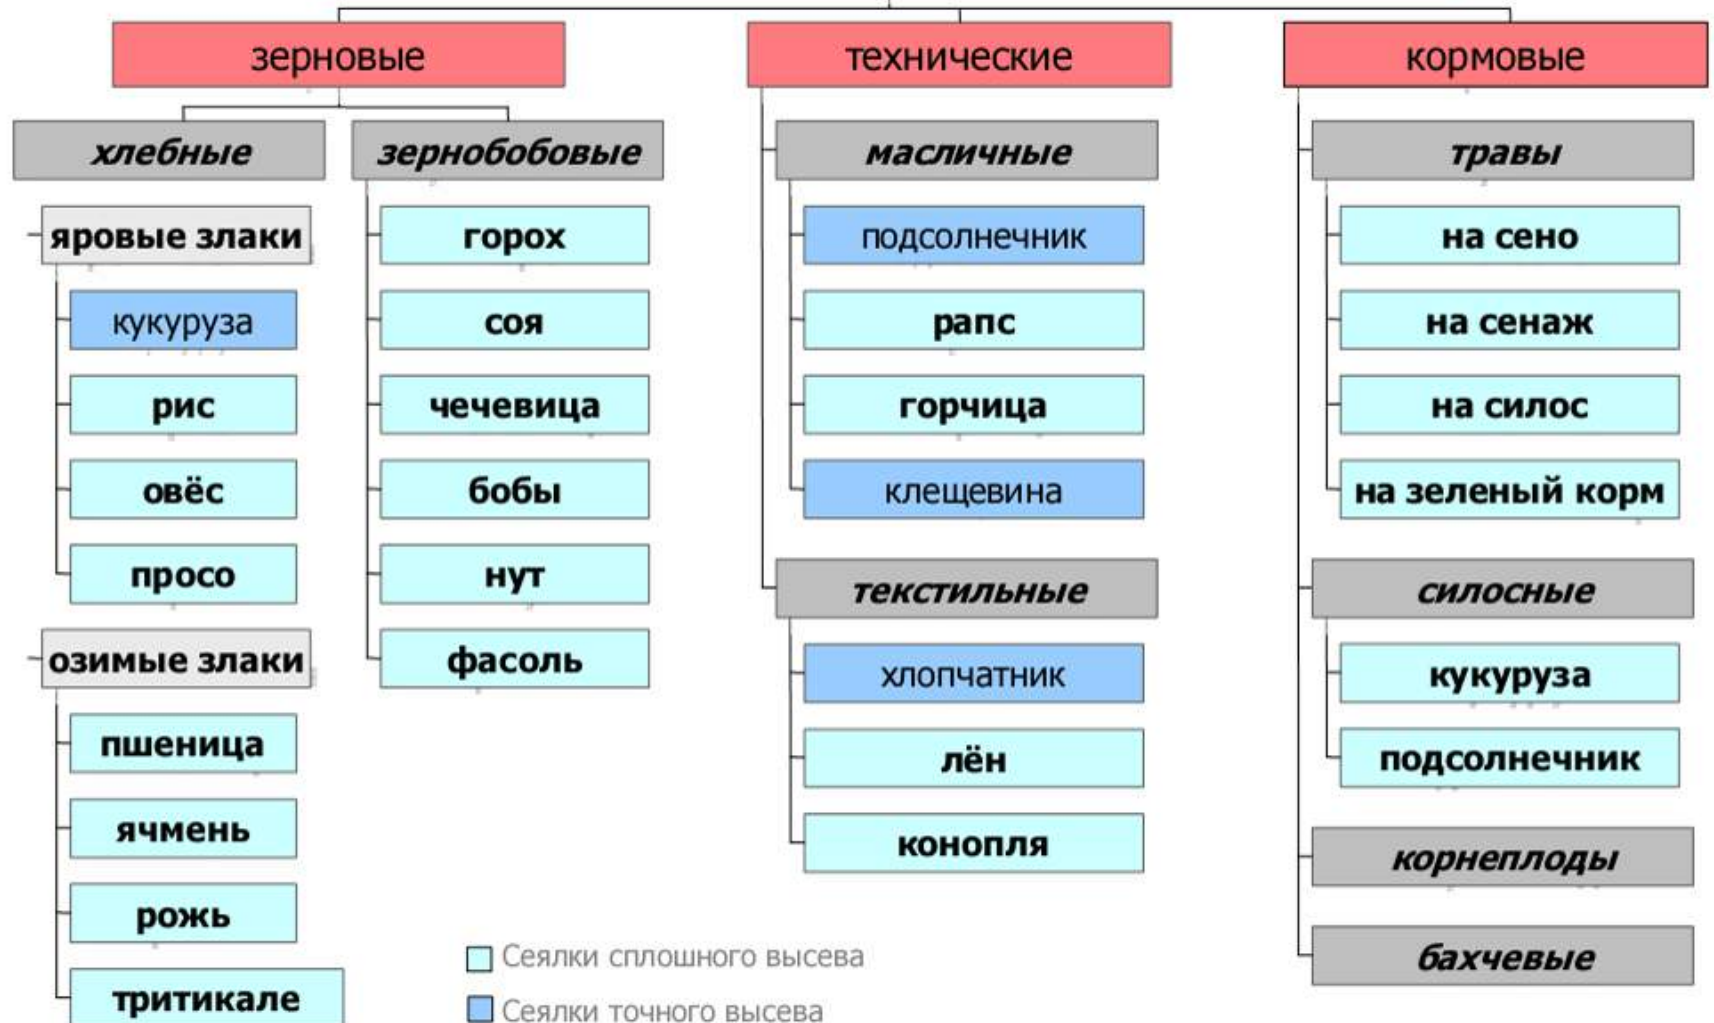 зерновые
хлебные
яровые злаки
кукуруза
рис
овёс
просо
озимые злаки
пшеница
ячмень
рожь
тритикале
зернобобовые
горох
соя
чечевица
бобы
нут
фасоль
технические
масличные
подсолнечник
рапс
горчица
клещевина
текстильные
хлопчатник
лён
конопля
кормовые
травы
на сено
на сенаж
на силос
на зеленый корм
силосные
кукуруза
подсолнечник
корнеплоды
бахчевые
Сеялки сплошного высева
Сеялки точного высева